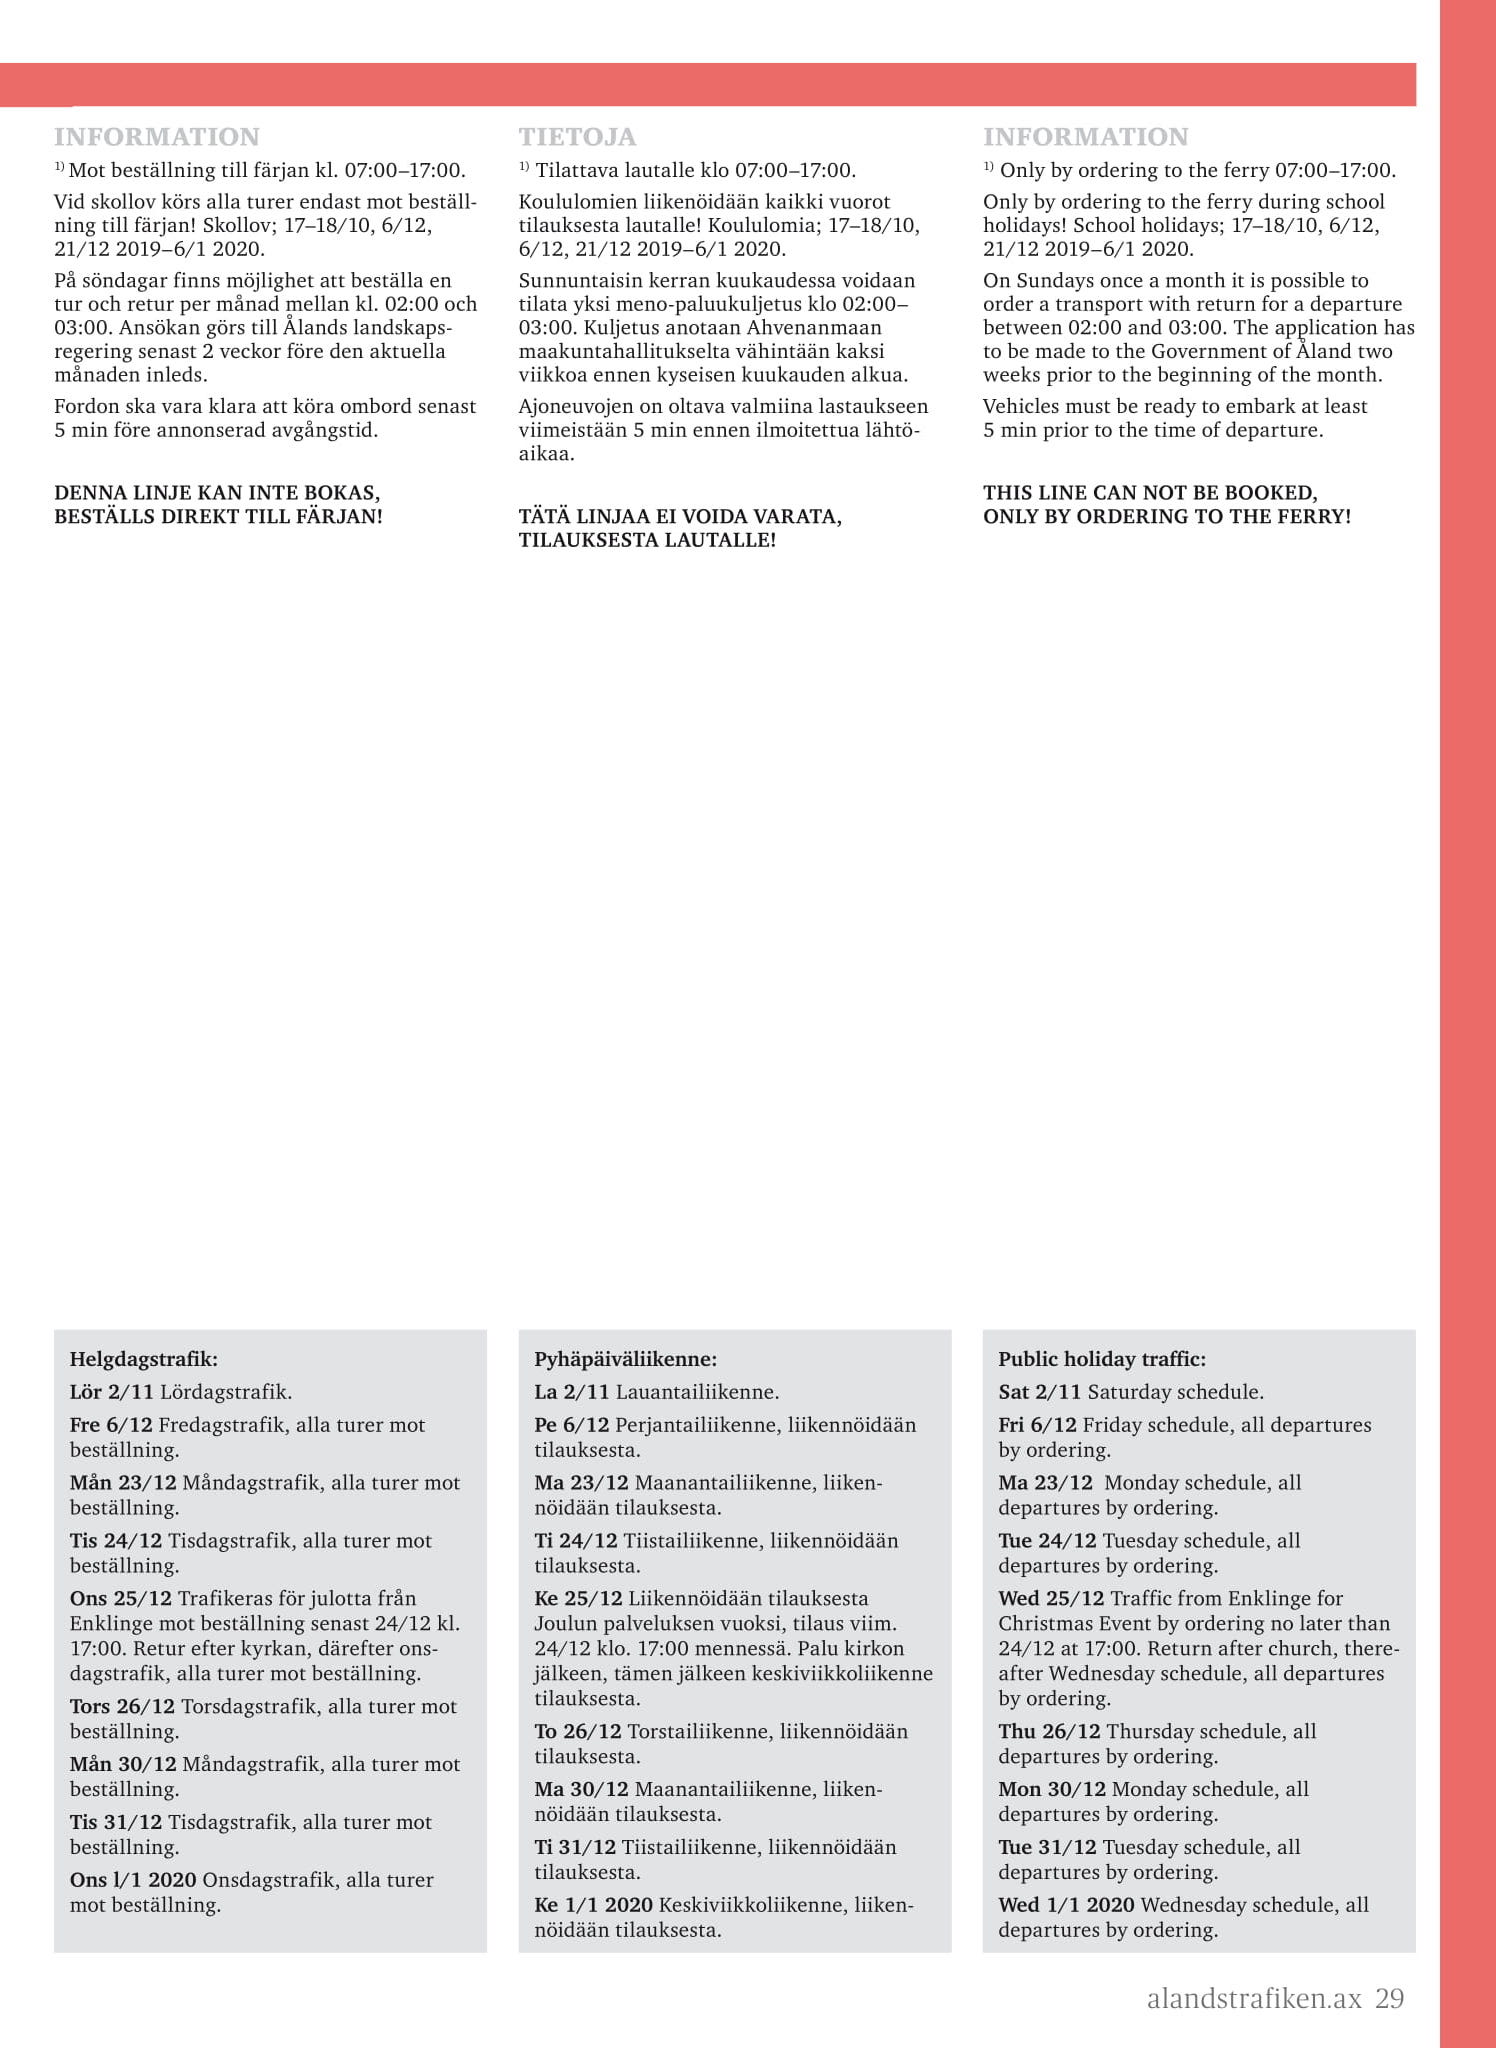 INFORMATION
1) Mot beställning till färjan kl. 07:00–17:00.
Vid skollov körs alla turer endast mot beställ-
ning till färjan! Skollov; 17–18/10, 6/12,
21/12 2019–6/1 2020.
På söndagar finns möjlighet att beställa en
tur och retur per månad mellan kl. 02:00 och
03:00. Ansökan görs till Ålands landskaps-
regering senast 2 veckor före den aktuella
månaden inleds.
Fordon ska vara klara att köra ombord senast
5 min före annonserad avgångstid.
DENNA LINJE KAN INTE BOKAS,
BESTÄLLS DIREKT TILL FÄRJAN!
TIETOJA
1) Tilattava lautalle klo 07:00–17:00.
Koululomien liikenöidään kaikki vuorot
tilauksesta lautalle! Koululomia; 17–18/10,
6/12, 21/12 2019–6/1 2020.
Sunnuntaisin kerran kuukaudessa voidaan
tilata yksi meno-paluukuljetus klo 02:00–
03:00. Kuljetus anotaan Ahvenanmaan
maakuntahallitukselta vähintään kaksi
viikkoa ennen kyseisen kuukauden alkua.
Ajoneuvojen on oltava valmiina lastaukseen
viimeistään 5 min ennen ilmoitettua lähtö-
aikaa.
TÄTÄ LINJAA EI VOIDA VARATA,
TILAUKSESTA LAUTALLE!
INFORMATION
1) Only by ordering to the ferry 07:00–17:00.
Only by ordering to the ferry during school
holidays! School holidays; 17–18/10, 6/12,
21/12 2019–6/1 2020.
On Sundays once a month it is possible to
order a transport with return for a departure
between 02:00 and 03:00. The application has
to be made to the Government of Åland two
weeks prior to the beginning of the month.
Vehicles must be ready to embark at least
5 min prior to the time of departure.
THIS LINE CAN NOT BE BOOKED,
ONLY BY ORDERING TO THE FERRY!
Helgdagstrafik:
Lör 2/11 Lördagstrafik.
Fre 6/12 Fredagstrafik, alla turer mot
beställning.
Mån 23/12 Måndagstrafik, alla turer mot
beställning.
Tis 24/12 Tisdagstrafik, alla turer mot
beställning.
Ons 25/12 Trafikeras för julotta från
Enklinge mot beställning senast 24/12 kl.
17:00. Retur efter kyrkan, därefter ons-
dagstrafik, alla turer mot beställning.
Tors 26/12 Torsdagstrafik, alla turer mot
beställning.
Mån 30/12 Måndagstrafik, alla turer mot
beställning.
Tis 31/12 Tisdagstrafik, alla turer mot
beställning.
Ons l/1 2020 Onsdagstrafik, alla turer
mot beställning.
Pyhäpäiväliikenne:
La 2/11 Lauantailiikenne.
Pe 6/12 Perjantailiikenne, liikennöidään
tilauksesta.
Ma 23/12 Maanantailiikenne, liiken-
nöidään tilauksesta.
Ti 24/12 Tiistailiikenne, liikennöidään
tilauksesta.
Ke 25/12 Liikennöidään tilauksesta
Joulun palveluksen vuoksi, tilaus viim.
24/12 klo. 17:00 mennessä. Palu kirkon
jälkeen, tämen jälkeen keskiviikkoliikenne
tilauksesta.
To 26/12 Torstailiikenne, liikennöidään
tilauksesta.
Ma 30/12 Maanantailiikenne, liiken-
nöidään tilauksesta.
Ti 31/12 Tiistailiikenne, liikennöidään
tilauksesta.
Ke 1/1 2020 Keskiviikkoliikenne, liiken-
nöidään tilauksesta.
Public holiday traffic:
Sat 2/11 Saturday schedule.
Fri 6/12 Friday schedule, all departures
by ordering.
Ma 23/12 Monday schedule, all
departures by ordering.
Tue 24/12 Tuesday schedule, all
departures by ordering.
Wed 25/12 Traffic from Enklinge for
Christmas Event by ordering no later than
24/12 at 17:00. Return after church, there-
after Wednesday schedule, all departures
by ordering.
Thu 26/12 Thursday schedule, all
departures by ordering.
Mon 30/12 Monday schedule, all
departures by ordering.
Tue 31/12 Tuesday schedule, all
departures by ordering.
Wed 1/1 2020 Wednesday schedule, all
departures by ordering.
alandstrafiken.ax 29